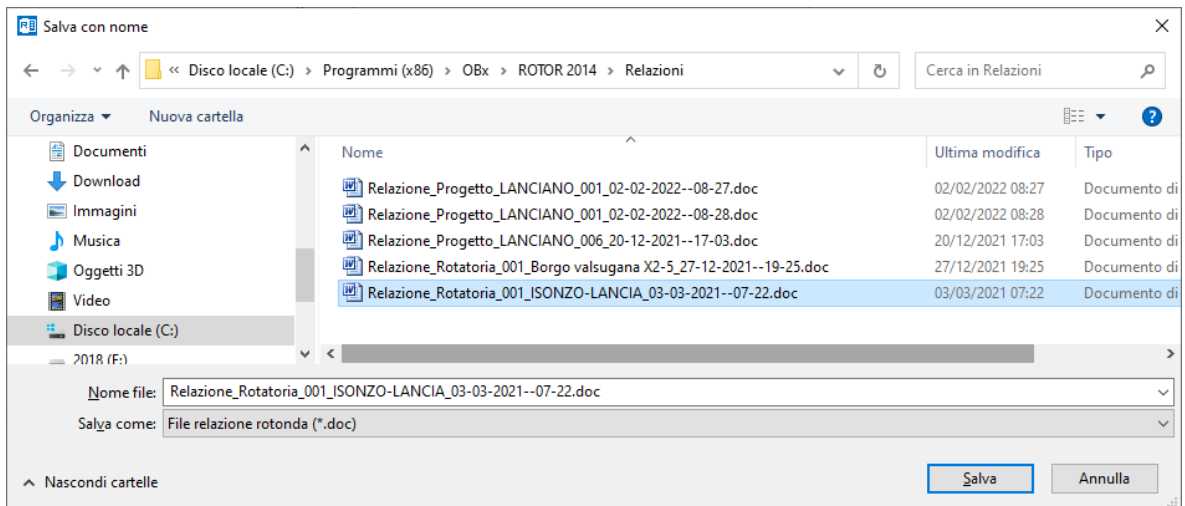 Salva con nome
« Disco locale (C:) › Programmi (x86) › OBx › ROTOR 2014 › Relazioni
Cerca in Relazioni
Organizza
Nuova cartella
Documenti
Download
Immagini
Musica
Oggetti 3D
Video
Disco locale (C:)
2018 (F:)
Nome Ultima modifica Tipo
Relazione_Progetto_LANCIANO_001_02-02-2022--08-27.doc 02/02/2022 08:27 Documento di
Relazione_Progetto_LANCIANO_001_02-02-2022--08-28.doc 02/02/2022 08:28 Documento di
Relazione_Progetto_LANCIANO_006_20-12-2021--17-03.doc 20/12/2021 17:03 Documento di
Relazione_Rotatoria_001_Borgo valsugana X2-5_27-12-2021--19-25.doc 27/12/2021 19:25 Documento di
Relazione_Rotatoria_001_ISONZO-LANCIA_03-03-2021--07-22.doc 03/03/2021 07:22 Documento di
Nome file: Relazione_Rotatoria_001_ISONZO-LANCIA_03-03-2021--07-22.doc
Salva come: File relazione rotonda (*.doc)
Nascondi cartelle
Salva
Annulla